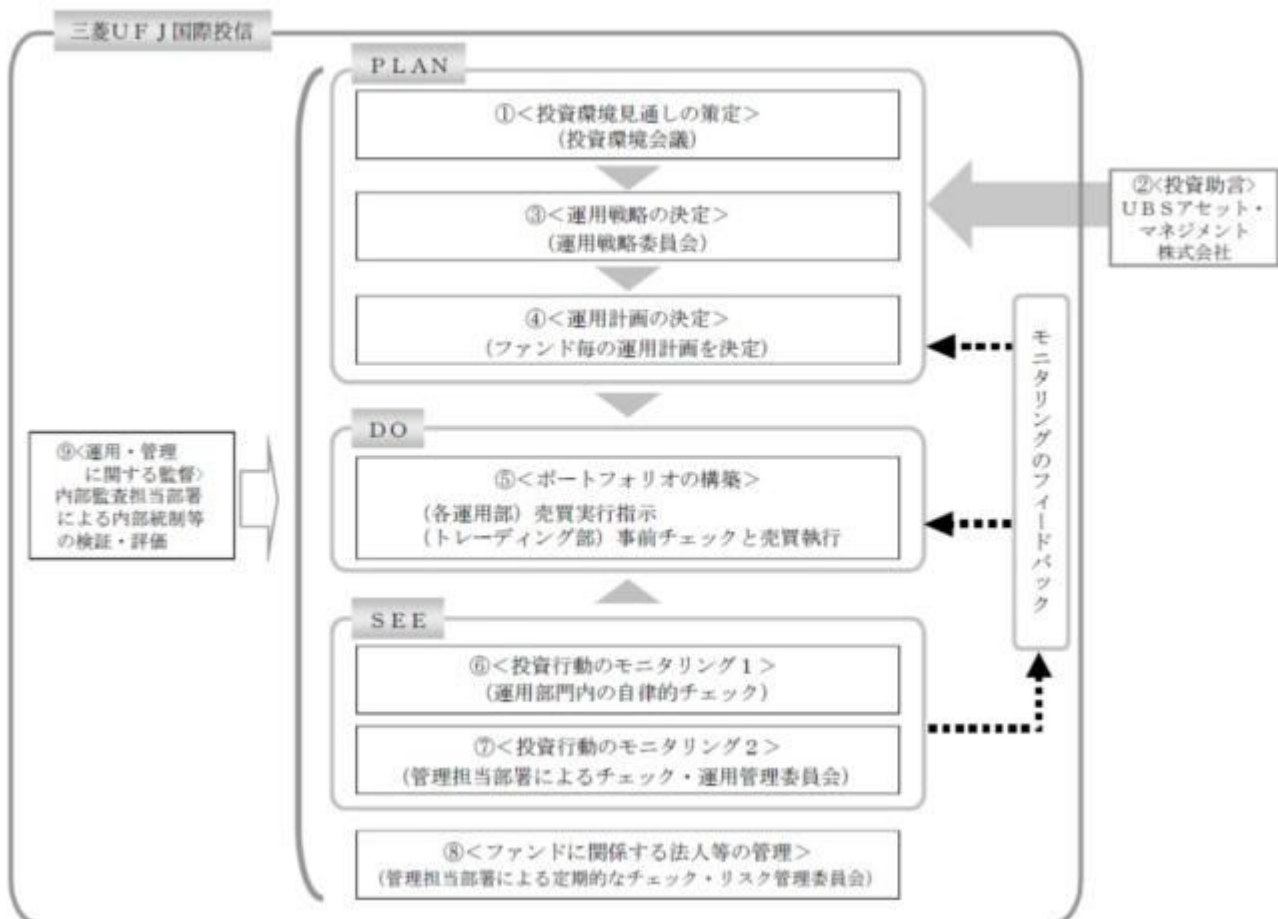 三菱ＵＦＪ国際投信
ＰＬＡＮ
①＜投資環境見通しの策定＞
（投資環境会議）
②＜投資助言＞
ＵＢＳアセット・
マネジメント
株式会社
③＜運用戦略の決定＞
（運用戦略委員会）
④＜運用計画の決定＞
（ファンド毎の運用計画を決定）
モニタリングのフィードバック
ＤＯ
⑤＜ポートフォリオの構築＞
（各運用部）売買実行指示
（トレーディング部）事前チェックと売買執行
ＳＥＥ
⑥＜投資行動のモニタリング１＞
（運用部門内の自律的チェック）
⑦＜投資行動のモニタリング２＞
（管理担当部署によるチェック・運用管理委員会）
⑧＜ファンドに関係する法人等の管理＞
（管理担当部署による定期的なチェック・リスク管理委員会）
⑨＜運用・管理
に関する監督＞
内部監査担当部署
による内部統制等
の検証・評価